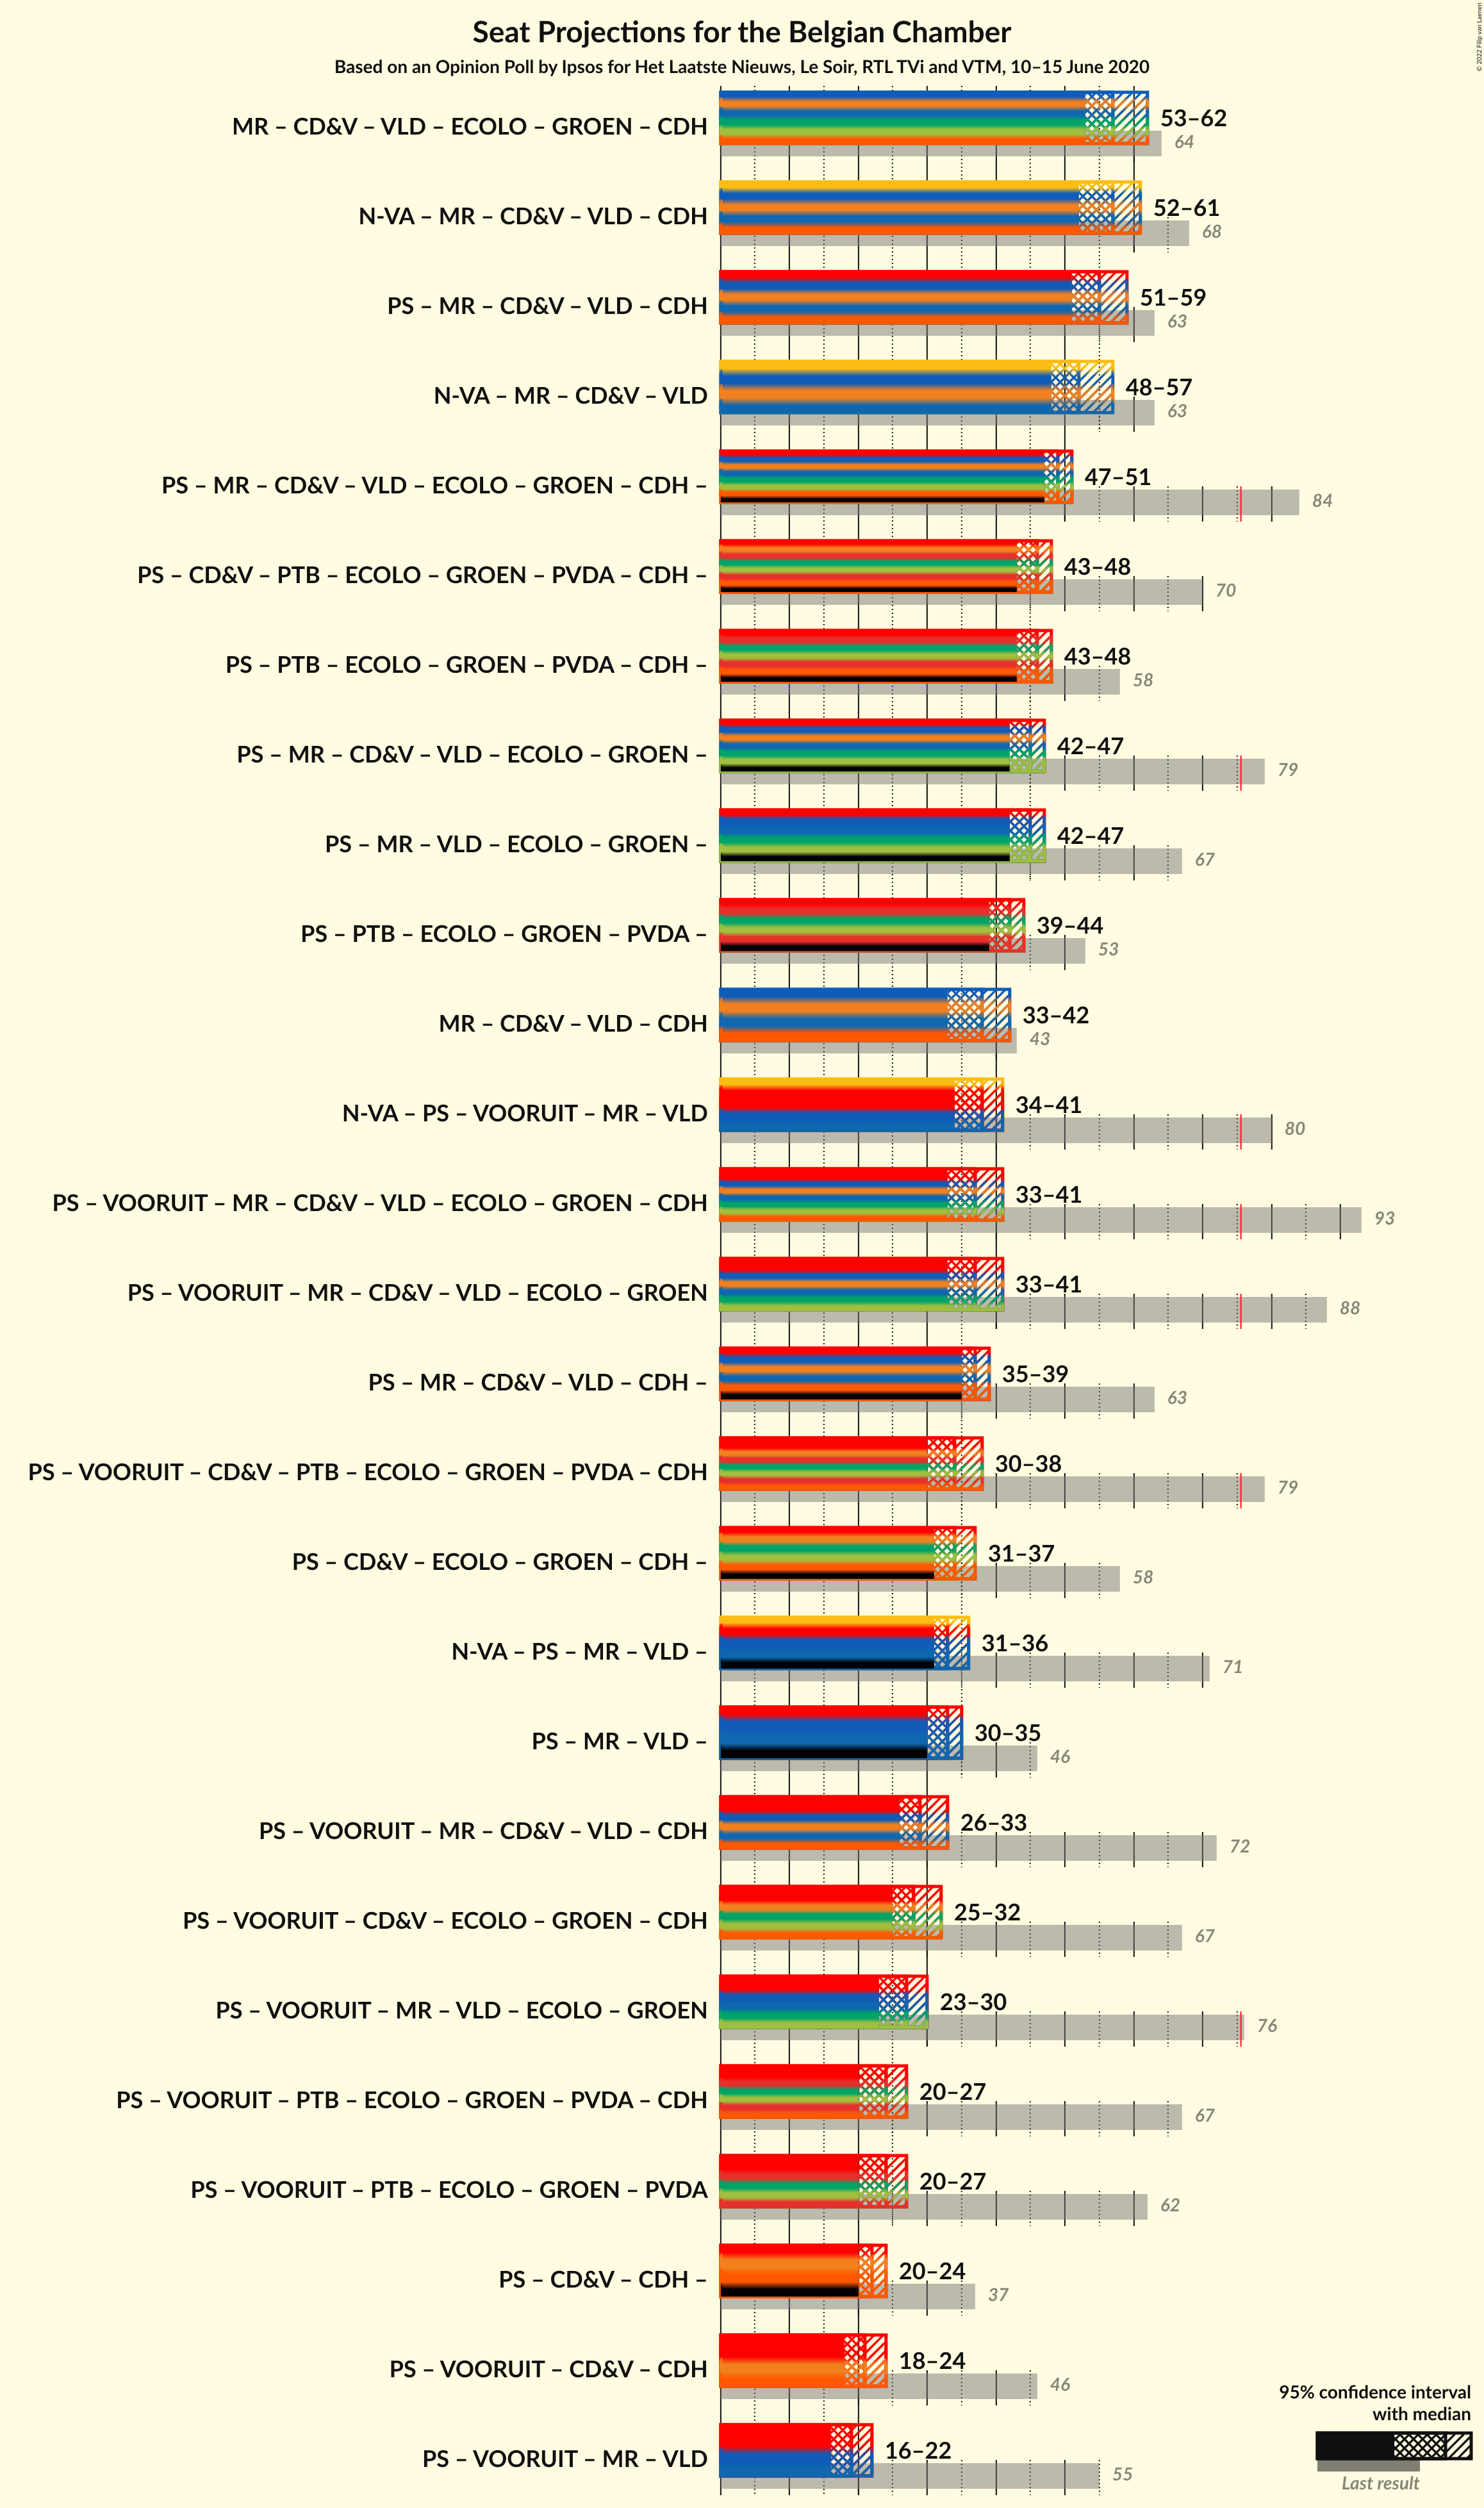 Seat Projections for the Belgian Chamber
Based on an Opinion Poll by Ipsos for Het Laatste Nieuws, Le Soir, RTL TVi and VTM, 10–15 June 2020
© 2022 Filip van Laenen
MR – CD&V – VLD – ECOLO – GROEN – CDH
53–62
64
N-VA – MR – CD&V – VLD – CDH
52–61
68
PS – MR – CD&V – VLD – CDH
51–59
63
N-VA – MR – CD&V – VLD
48–57
63
PS – MR – CD&V – VLD – ECOLO – GROEN – CDH –
47–51
84
PS – CD&V – PTB – ECOLO – GROEN – PVDA – CDH –
43–48
70
PS – PTB – ECOLO – GROEN – PVDA – CDH –
43–48
58
PS – MR – CD&V – VLD – ECOLO – GROEN –
42–47
79
PS – MR – VLD – ECOLO – GROEN –
42–47
67
PS – PTB – ECOLO – GROEN – PVDA –
39–44
53
MR – CD&V – VLD – CDH
33–42
43
N-VA – PS – VOORUIT – MR – VLD
34–41
80
PS – VOORUIT – MR – CD&V – VLD – ECOLO – GROEN – CDH
33–41
93
PS – VOORUIT – MR – CD&V – VLD – ECOLO – GROEN
33–41
88
PS – MR – CD&V – VLD – CDH –
35–39
63
PS – VOORUIT – CD&V – PTB – ECOLO – GROEN – PVDA – CDH
30–38
79
PS – CD&V – ECOLO – GROEN – CDH –
31–37
58
N-VA – PS – MR – VLD –
31–36
71
PS – MR – VLD –
30–35
46
PS – VOORUIT – MR – CD&V – VLD – CDH
26–33
72
PS – VOORUIT – CD&V – ECOLO – GROEN – CDH
25–32
67
PS – VOORUIT – MR – VLD – ECOLO – GROEN
23–30
76
PS – VOORUIT – PTB – ECOLO – GROEN – PVDA – CDH
20–27
67
PS – VOORUIT – PTB – ECOLO – GROEN – PVDA
20–27
62
PS – CD&V – CDH –
20–24
37
PS – VOORUIT – CD&V – CDH
18–24
46
PS – VOORUIT – MR – VLD
16–22
55
95% confidence interval
with median
Last result